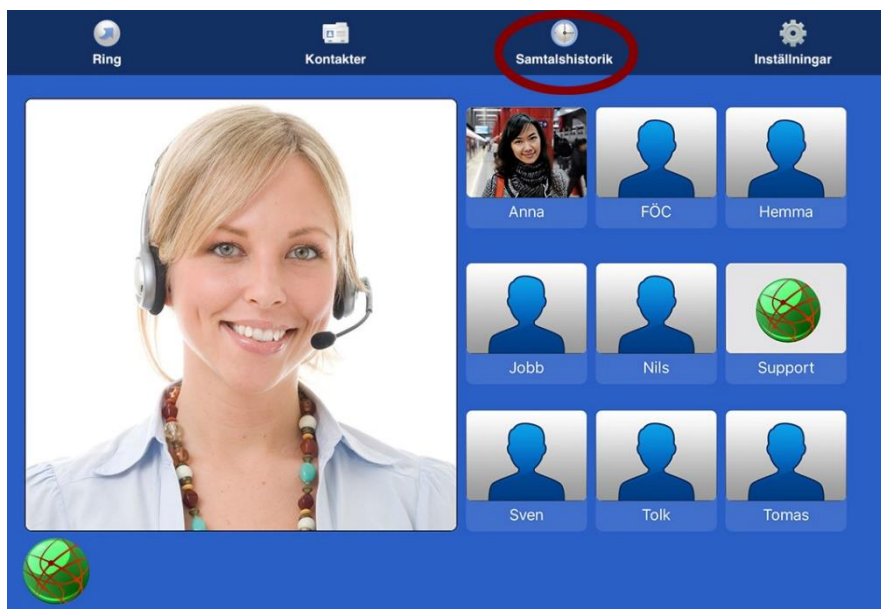 Ring
Kontakter
Samtalshistorik
Inställningar
Anna
FÖC
Hemma
Jobb
Nils
Support
Sven
Tolk
Tomas